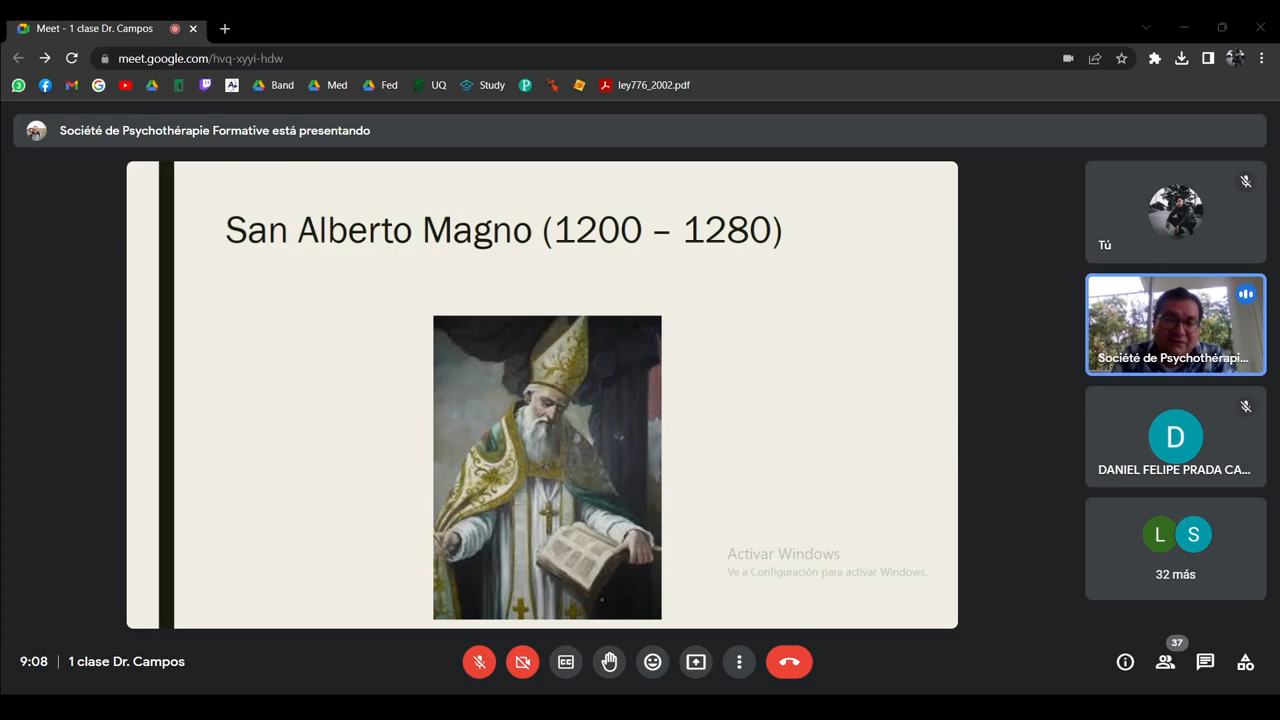 Meet - 1 clase Dr. Campos
meet.google.com/hvq-xyyi-hdw
3
Band
Med
Fed
UQ
Study
ley776_2002.pdf
Société de Psychothérapie Formative está presentando
San Alberto Magno (1200 – 1280)
Activar Windows
Ve a Configuración para activar Windows.
Tú
Société de Psychothérapi...
D
DANIEL FELIPE PRADA CA...
L S
32 más
9:08 | 1 clase Dr. Campos
CC
37